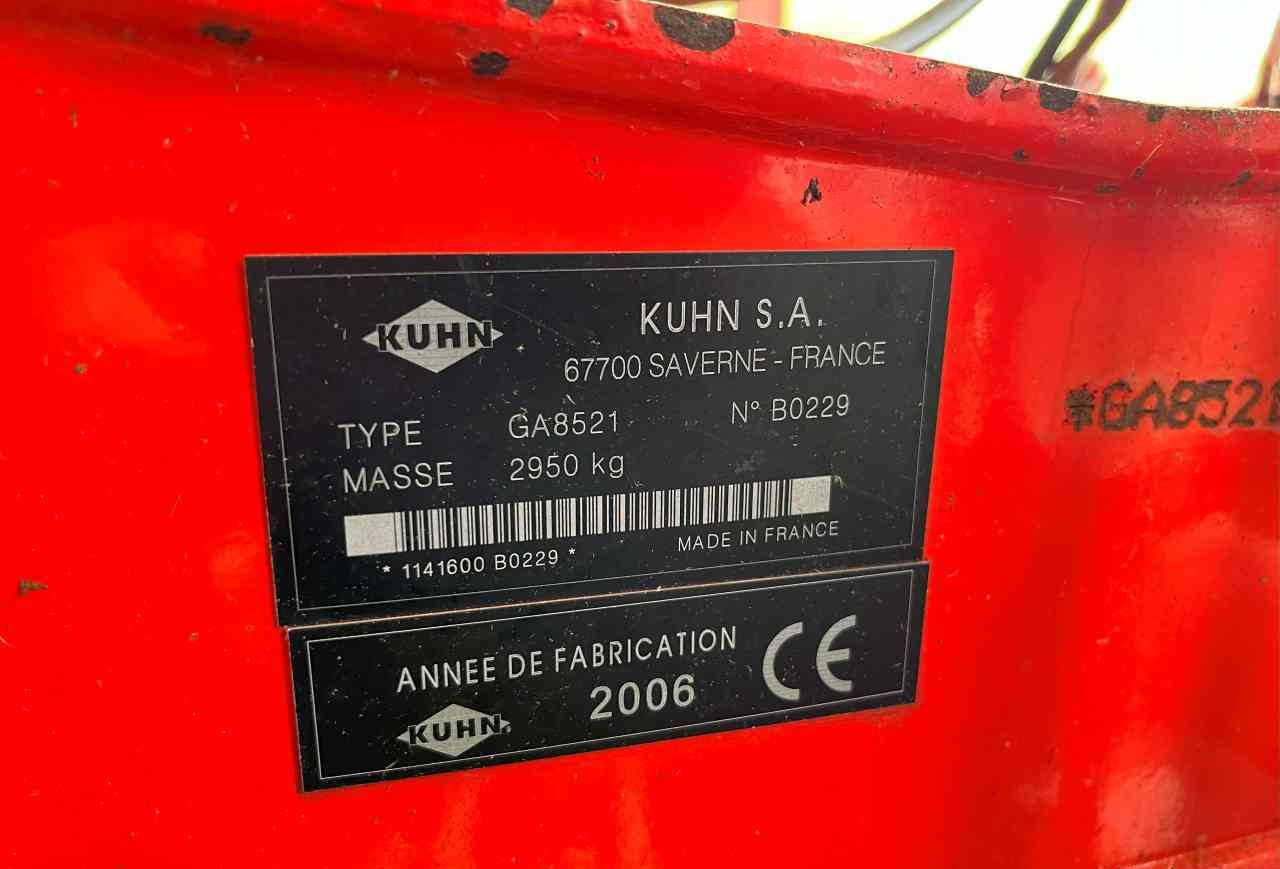 KUHN
KUHN S.A.
67700 SAVERNE - FRANCE
TYPE GA8521 N° B0229
MASSE 2950 kg
* 1141600 B0229 *
MADE IN FRANCE
ANNEE DE FABRICATION
2006
CE
KUHN
*GA8521